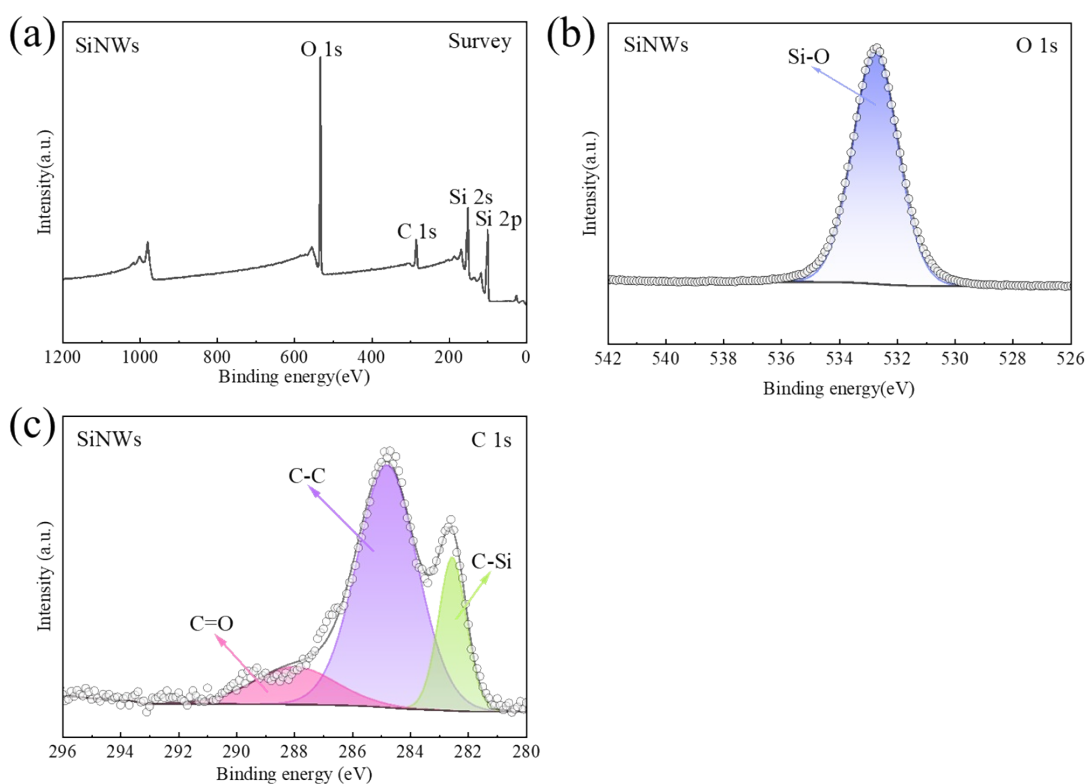 (a)
SiNWs
Survey
O 1s
C 1s
Si 2s
Si 2p
Intensity(a.u.)
1200 1000 800 600 400 200 0
Binding energy(eV)
(b)
SiNWs
O 1s
Si-O
Intensity(a.u.)
542 540 538 536 534 532 530 528 526
Binding energy(eV)
(c)
SiNWs
C 1s
C-C
C-Si
C=O
Intensity (a.u.)
296 294 292 290 288 286 284 282 280
Binding energy (eV)